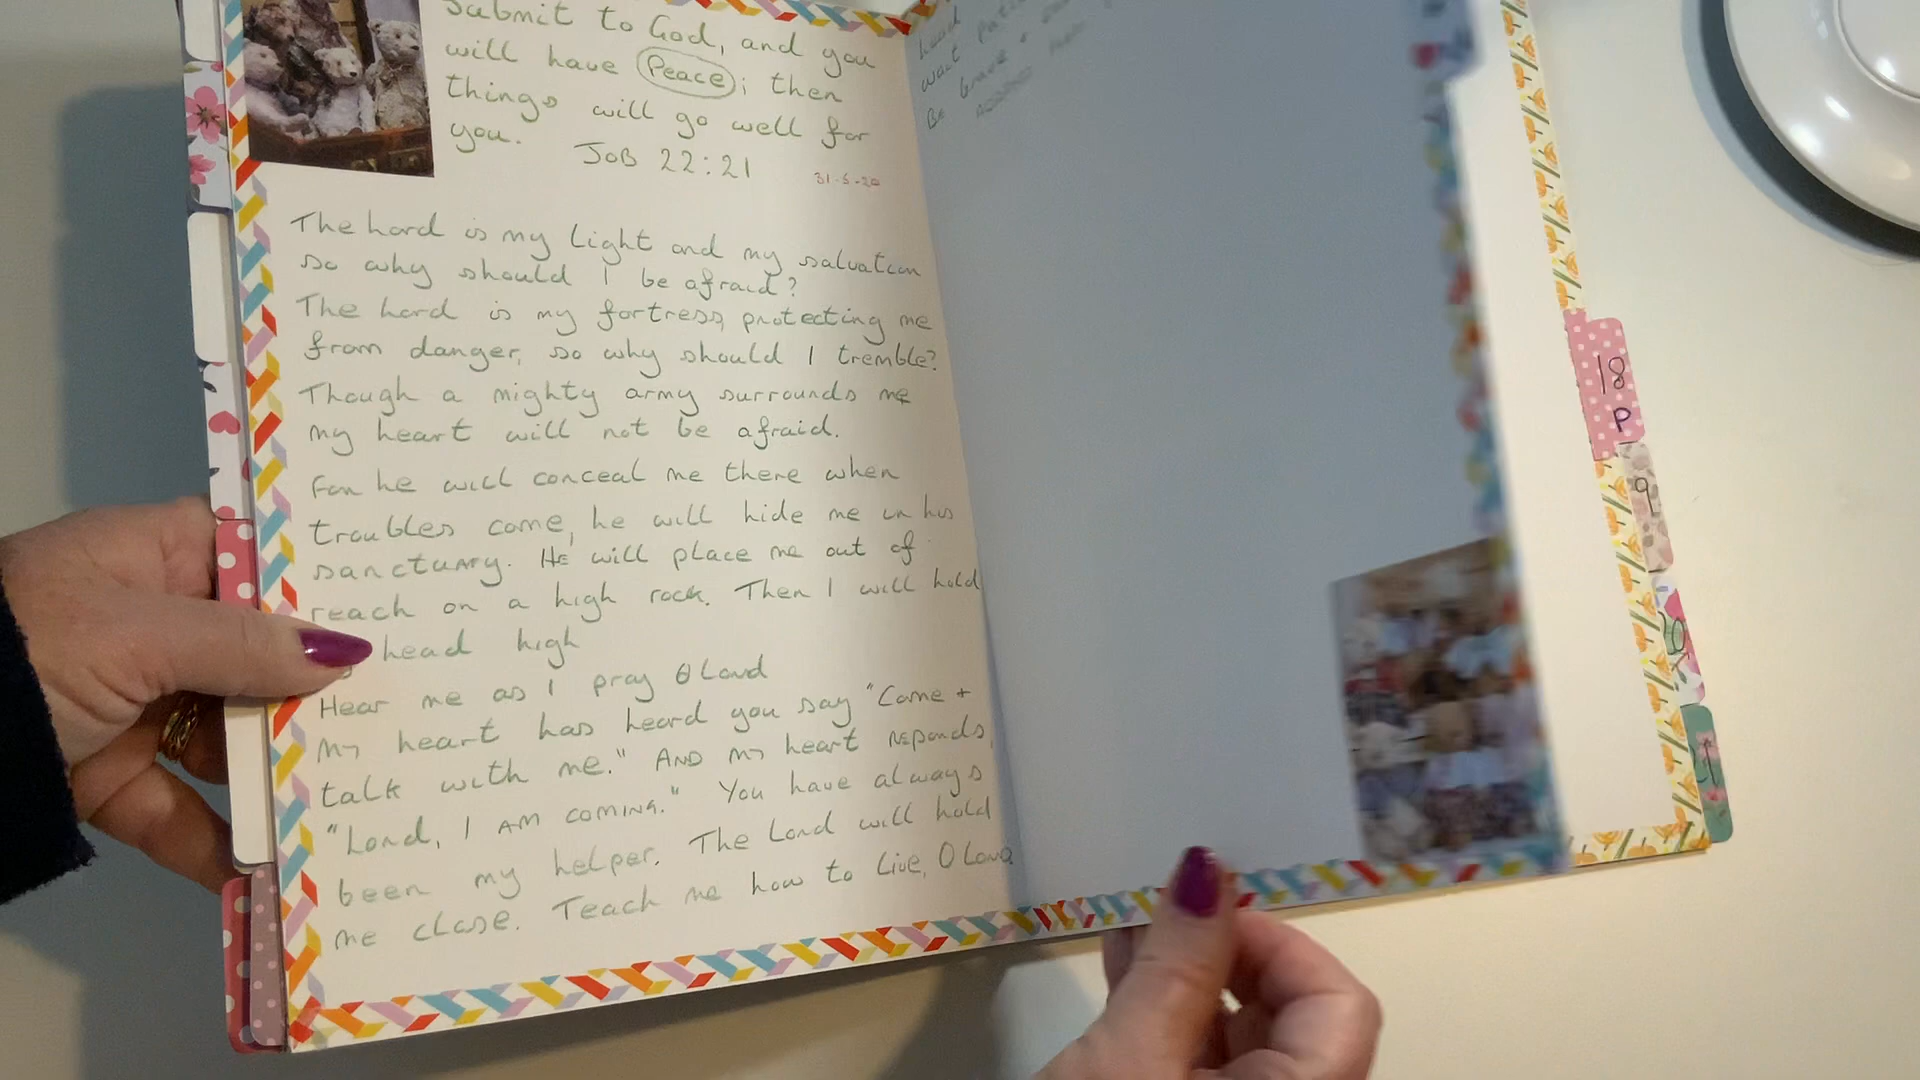 Submit to God, and you
will have Peace; then
things will go well for
you.
JOB 22:21
31-5-20
The Lord is my light and my salvation
so why should I be afraid?
The Lord is my fortress, protecting me
from danger, so why should I tremble?
Though a mighty army surrounds me
my heart will not be afraid.
For he will conceal me there when
troubles come, he will hide me in his
sanctuary. He will place me out of
reach on a high rock. Then I will hold
head high
Hear me as I pray O Lord
My heart has heard you say "Come +
talk with me." AND my heart reponds,
"Lord, I AM COMING." You have always
been my helper. The Lord will hold
me close. Teach me how to live, O Lord.
wait
Be brave +
18
P
19